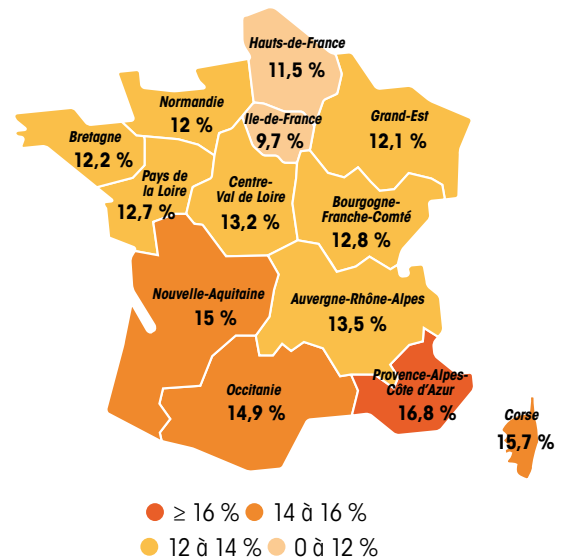 Hauts-de-France
11,5 %
Normandie
12 %
Ile-de-France
9,7 %
Grand-Est
12,1 %
Bretagne
12,2 %
Pays de
la Loire
12,7 %
Centre-
Val de Loire
13,2 %
Bourgogne-
Franche-Comté
12,8 %
Nouvelle-Aquitaine
15 %
Auvergne-Rhône-Alpes
13,5 %
Occitanie
14,9 %
Provence-Alpes-
Côte d'Azur
16,8 %
Corse
15,7 %
≥ 16 % 14 à 16 %
12 à 14 % 0 à 12 %